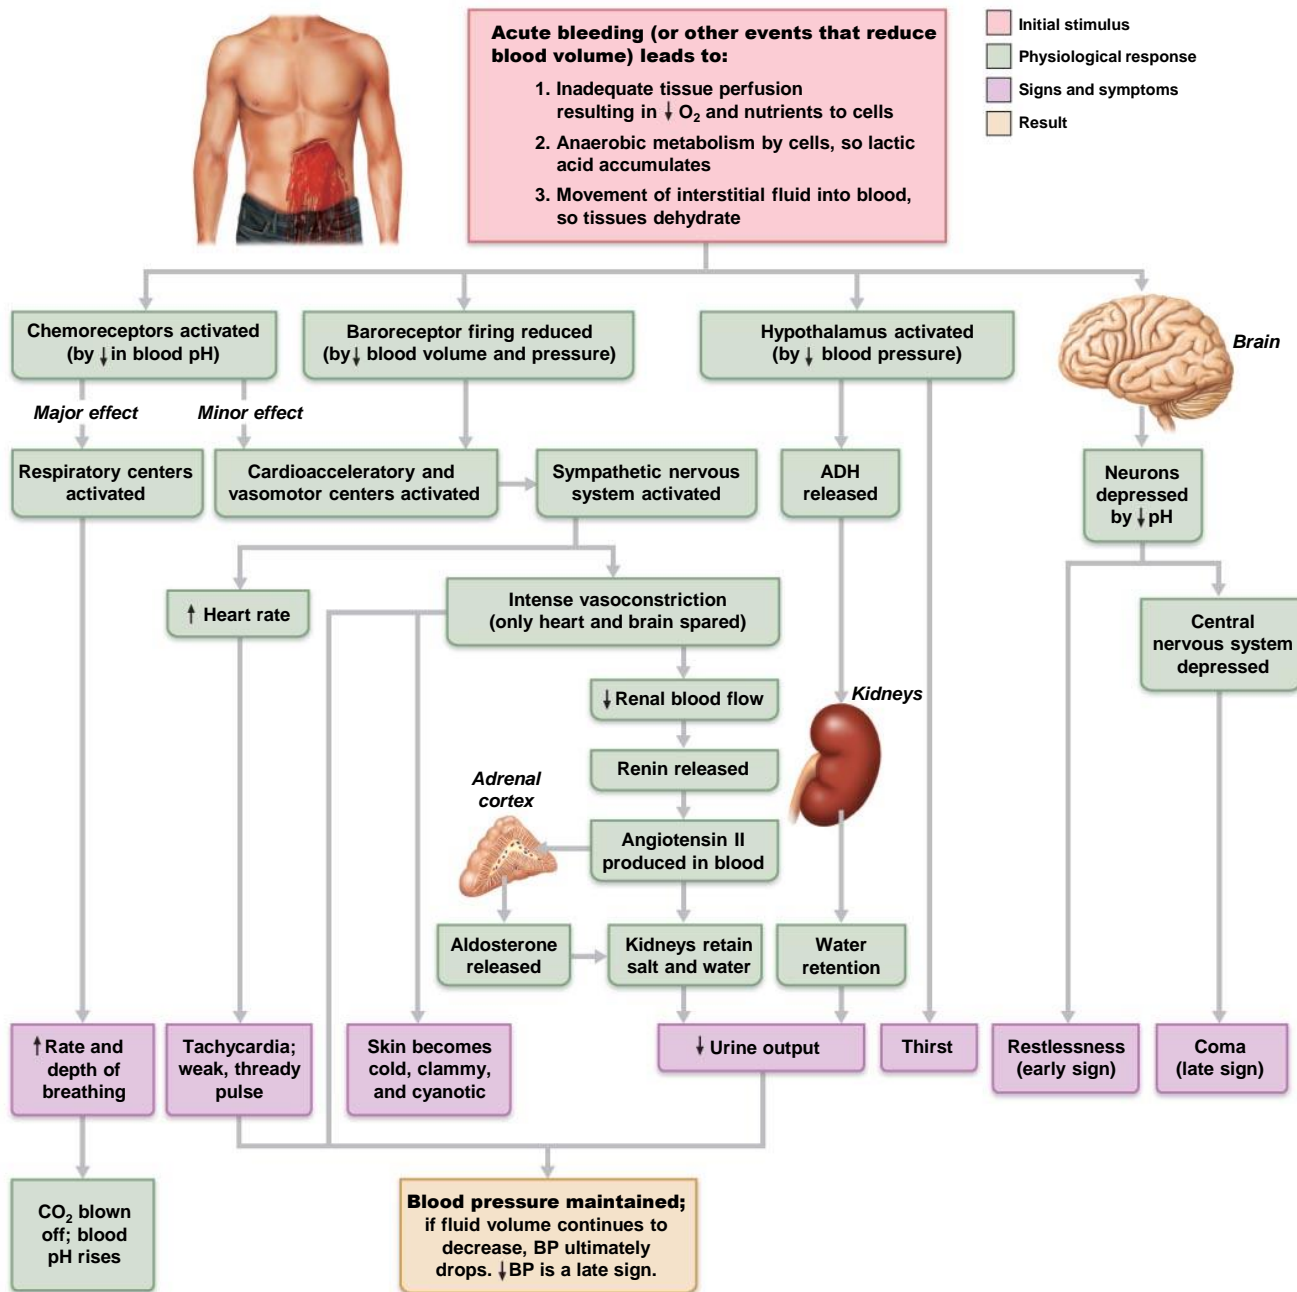 Acute bleeding (or other events that reduce
blood volume) leads to:
1. Inadequate tissue perfusion
resulting in ↓ O₂ and nutrients to cells
2. Anaerobic metabolism by cells, so lactic
acid accumulates
3. Movement of interstitial fluid into blood,
so tissues dehydrate
Initial stimulus
Physiological response
Signs and symptoms
Result
Chemoreceptors activated
(by ↓ in blood pH)
Baroreceptor firing reduced
(by ↓ blood volume and pressure)
Hypothalamus activated
(by ↓ blood pressure)
Brain
Major effect
Minor effect
Respiratory centers
activated
Cardioacceleratory and
vasomotor centers activated
Sympathetic nervous
system activated
ADH
released
Neurons
depressed
by ↓ pH
↑ Heart rate
Intense vasoconstriction
(only heart and brain spared)
Central
nervous system
depressed
↓ Renal blood flow
Kidneys
Renin released
Adrenal
cortex
Angiotensin II
produced in blood
Aldosterone
released
Kidneys retain
salt and water
Water
retention
↑ Rate and
depth of
breathing
Tachycardia;
weak, thready
pulse
Skin becomes
cold, clammy,
and cyanotic
↓ Urine output
Thirst
Restlessness
(early sign)
Coma
(late sign)
CO₂ blown
off; blood
pH rises
Blood pressure maintained;
if fluid volume continues to
decrease, BP ultimately
drops. ↓ BP is a late sign.